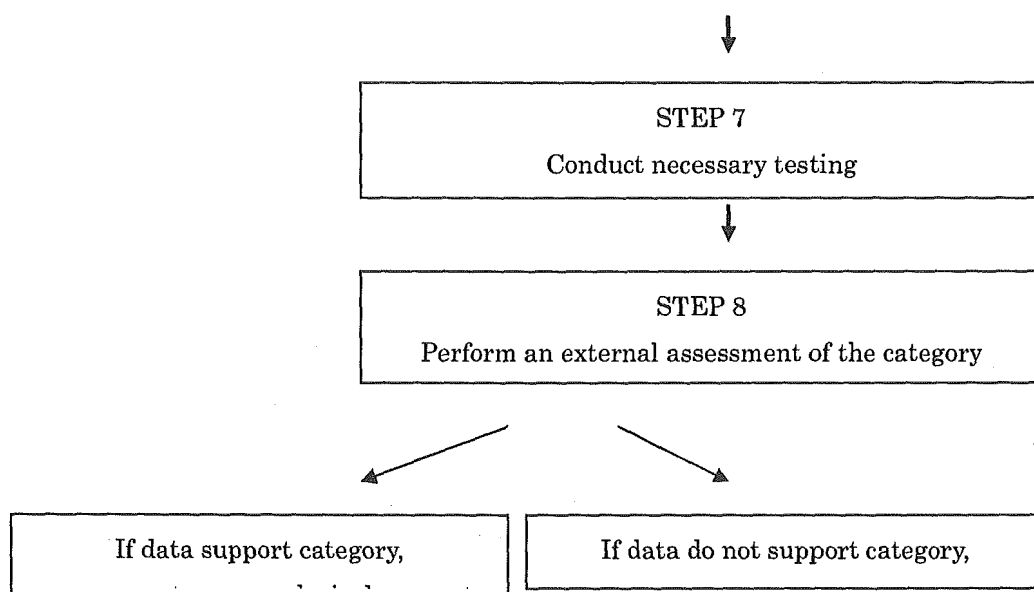 STEP 7
Conduct necessary testing
STEP 8
Perform an external assessment of the category
If data support category,
If data do not support category,